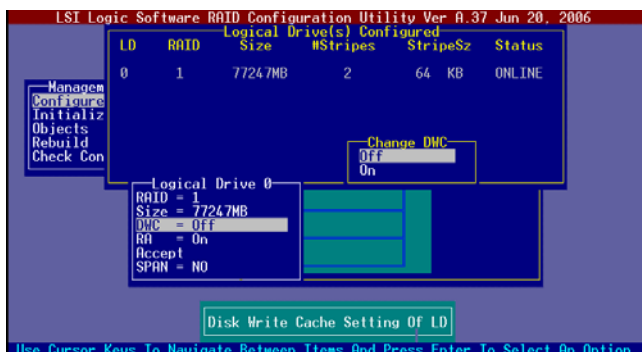 LSI Logic Software RAID Configuration Utility Ver A.37 Jun 20, 2006
Logical Drive(s) Configured
LD RAID Size #Stripes StripeSz Status
0 1 77247MB 2 64 KB ONLINE
Managem
Configure
Initializ
Objects
Rebuild
Check Con
Change DWC
Off
On
Logical Drive 0
RAID = 1
Size = 77247MB
DWC = Off
RA = On
Accept
SPAN = NO
Disk Write Cache Setting Of LD
Use Cursor Keys To Navigate Between Items And Press Enter To Select An Option